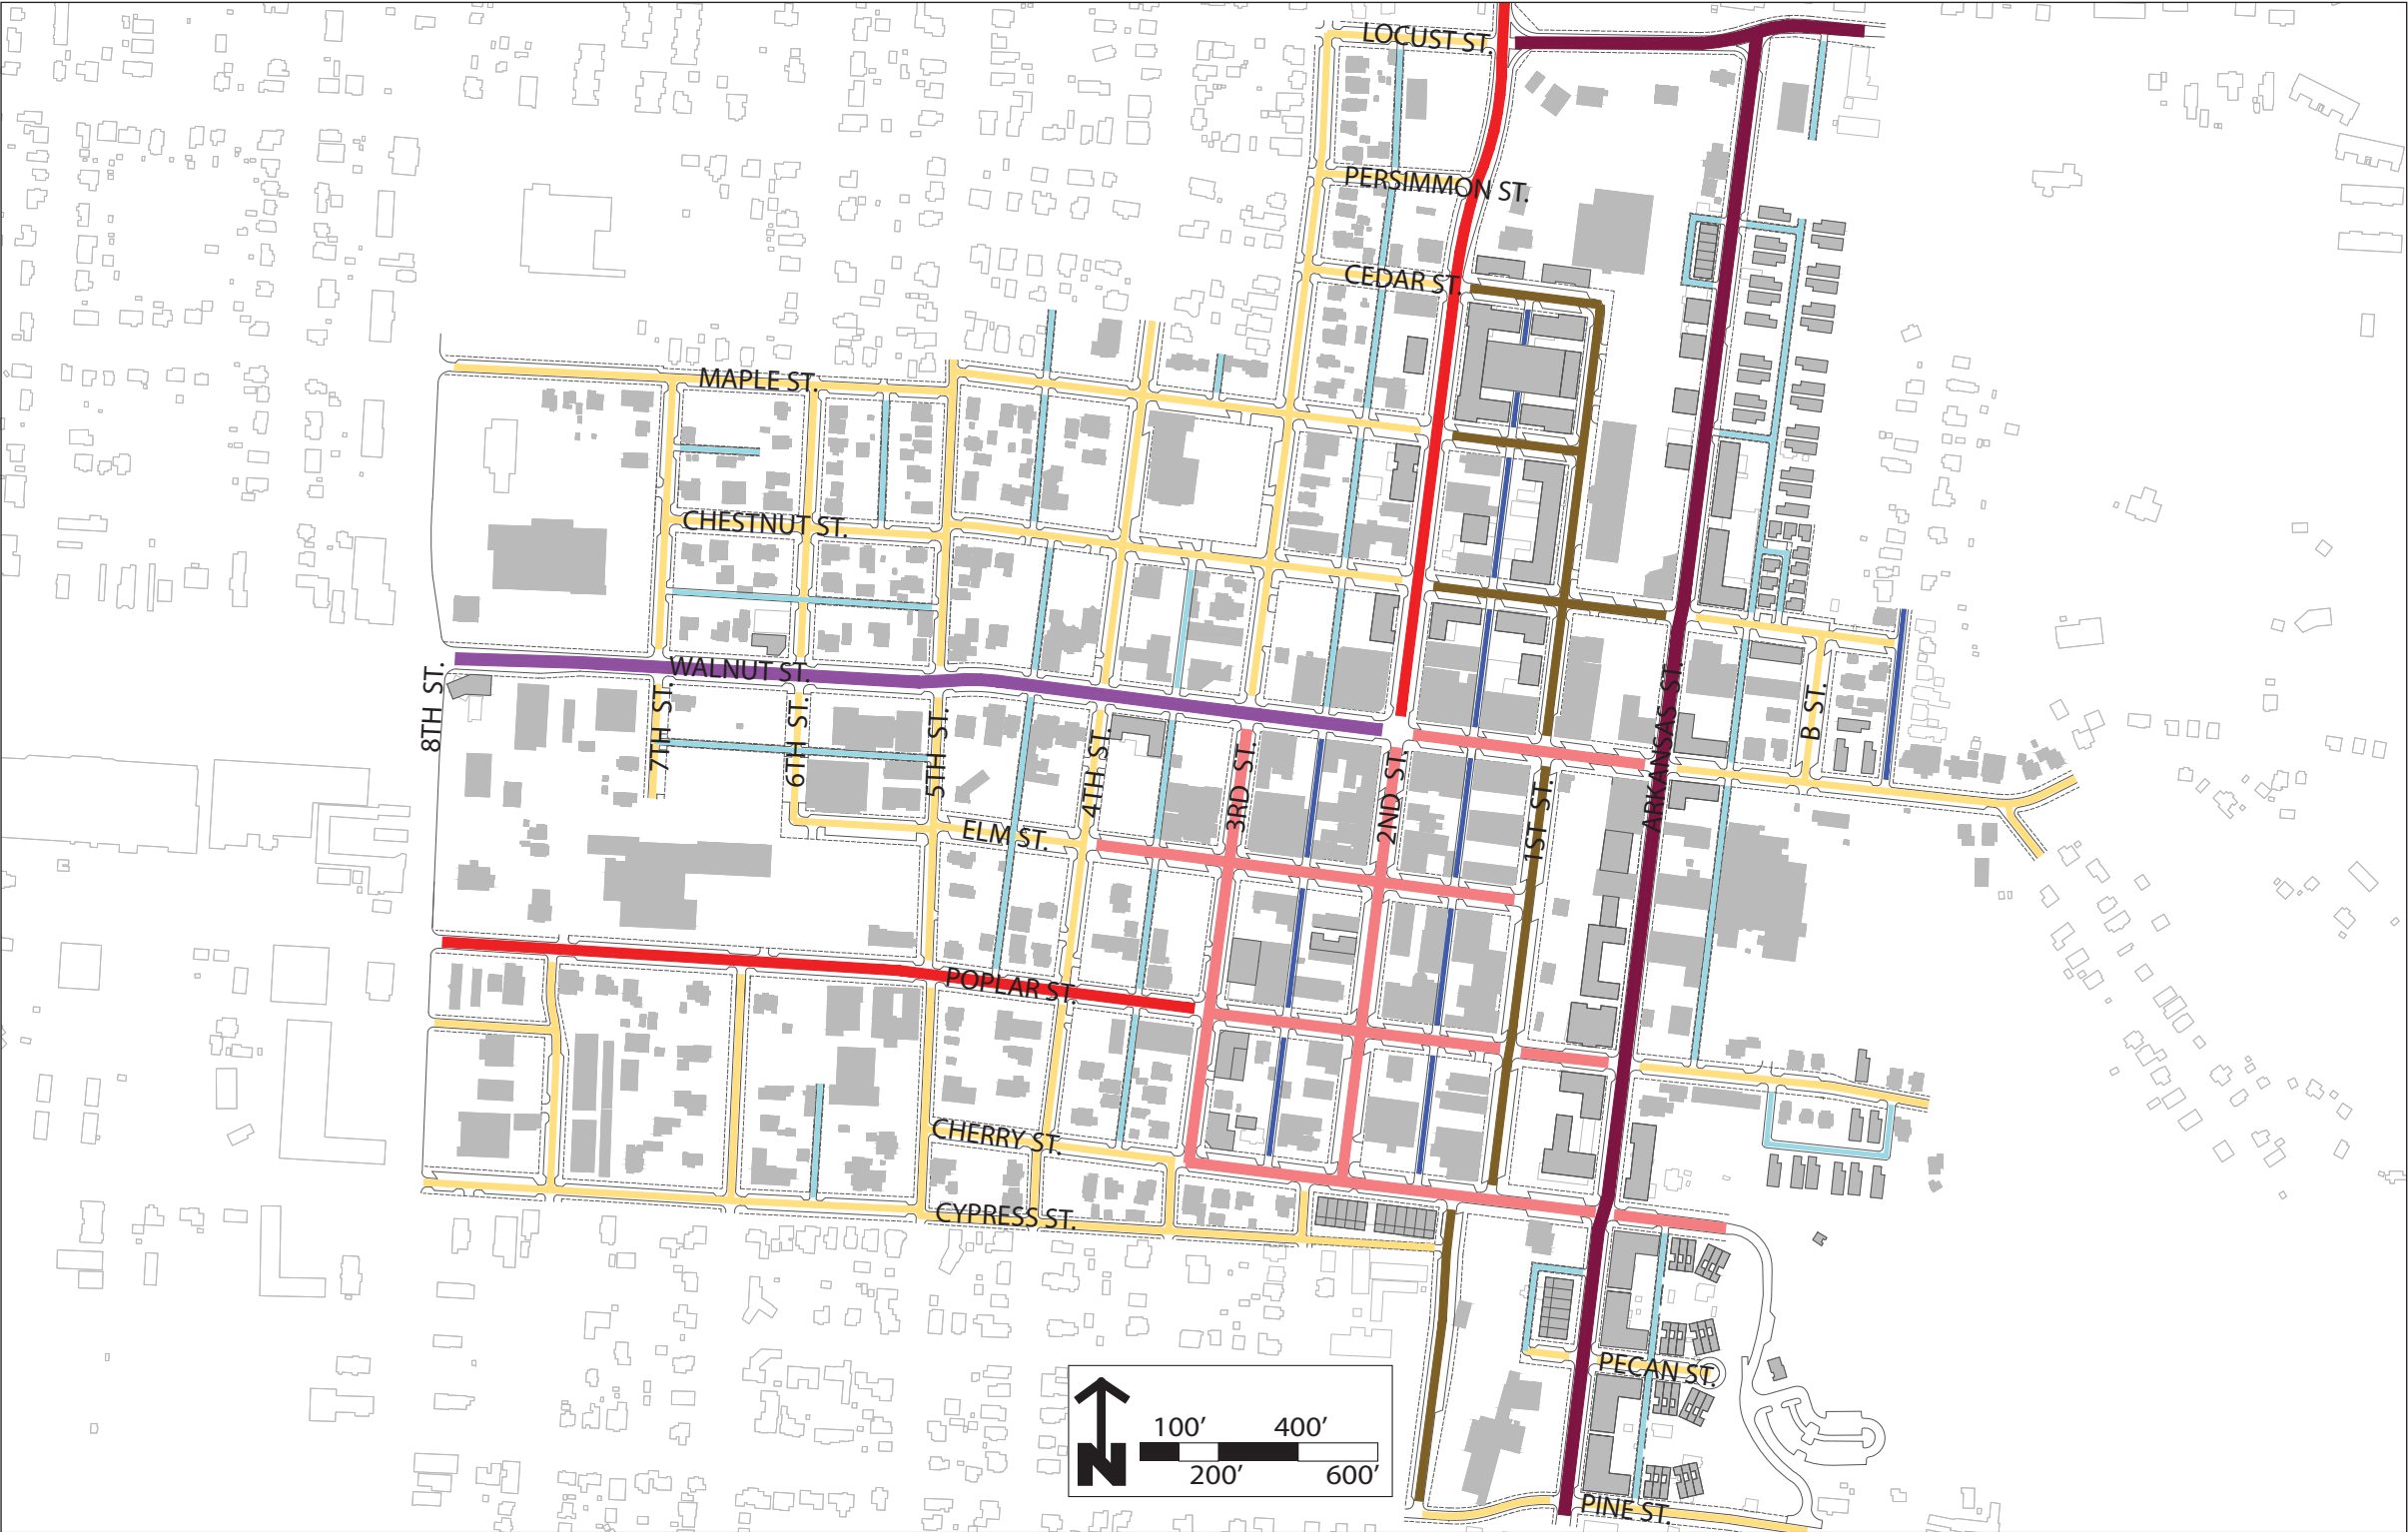 LOCUST ST.
PERSIMMON ST.
CEDAR ST.
MAPLE ST.
CHESTNUT ST.
WALNUT ST.
8TH ST.
7TH ST.
6TH ST.
5TH ST.
4TH ST.
3RD ST.
2ND ST.
1ST ST.
ARKANSAS ST.
B ST.
ELM ST.
POPLAR ST.
CHERRY ST.
CYPRESS ST.
PECAN ST.
PINE ST.
N
100’ 400’
200’ 600’